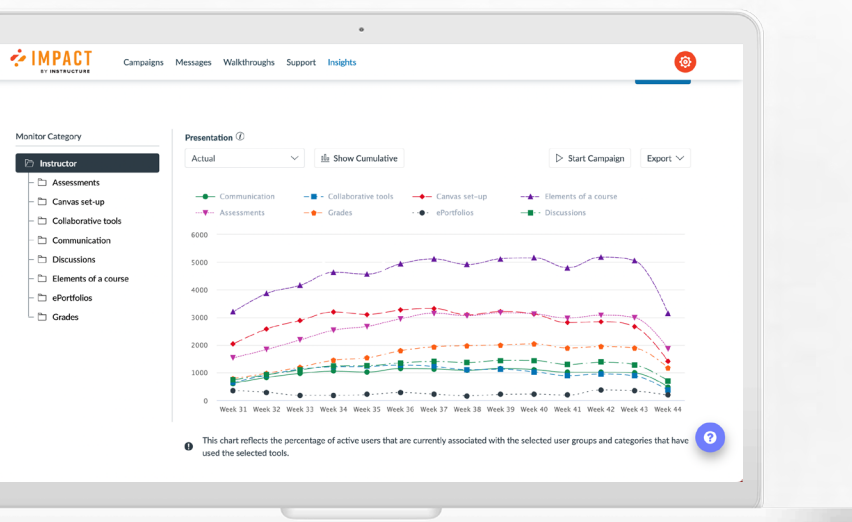 IMPACT
BY INSTRUCTURE
Campaigns Messages Walkthroughs Support Insights
Monitor Category
Presentation
Instructor
Actual
Show Cumulative
Start Campaign
Export
Assessments
Canvas set-up
Collaborative tools
Communication
Discussions
Elements of a course
ePortfolios
Grades
Communication Collaborative tools Canvas set-up Elements of a course
Assessments Grades ePortfolios Discussions
6000
5000
4000
3000
2000
1000
0
Week 31 Week 32 Week 33 Week 34 Week 35 Week 36 Week 37 Week 38 Week 39 Week 40 Week 41 Week 42 Week 43 Week 44
This chart reflects the percentage of active users that are currently associated with the selected user groups and categories that have
used the selected tools.
?